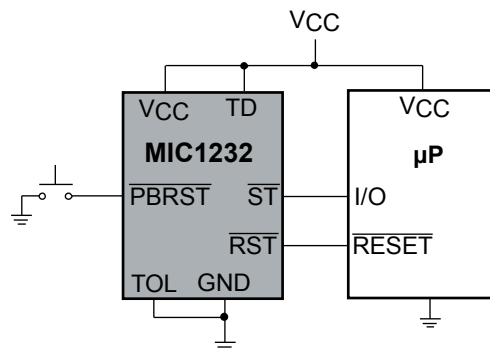 VCC
VCC TD
VCC
MIC1232
µP
PBRST
ST
I/O
RST
RESET
TOL GND